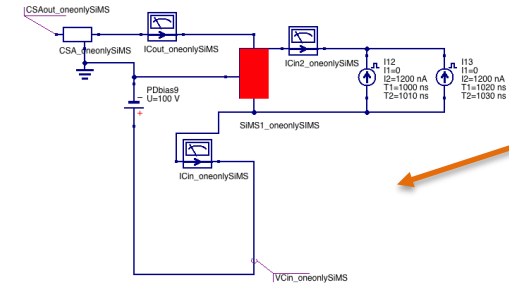 CSAout_oneonlySiMS
CSA_oneonlySiMS
ICout_oneonlySiMS
ICin2_oneonlySiMS
I12
I1=0
I2=1200 nA
T1=1000 ns
T2=1010 ns
I13
I1=0
I2=1200 nA
T1=1020 ns
T2=1030 ns
PDbias9
U=100 V
SiMS1_oneonlySIMS
ICin_oneonlySiMS
VCin_oneonlySiMS